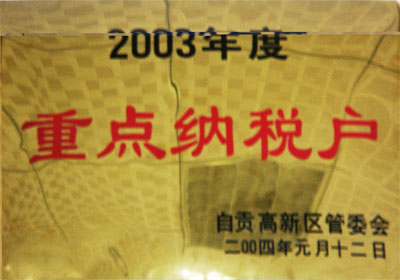 2003年度
重点纳税户
自贡高新区管委会
二00四年元月十二日